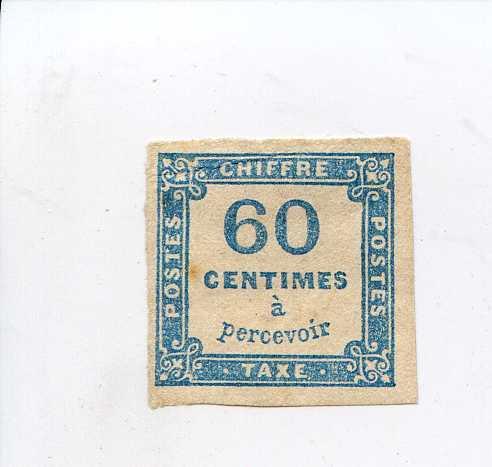 CHIFFRE
POSTES
60
CENTIMES
à
percevoir
POSTES
TAXE